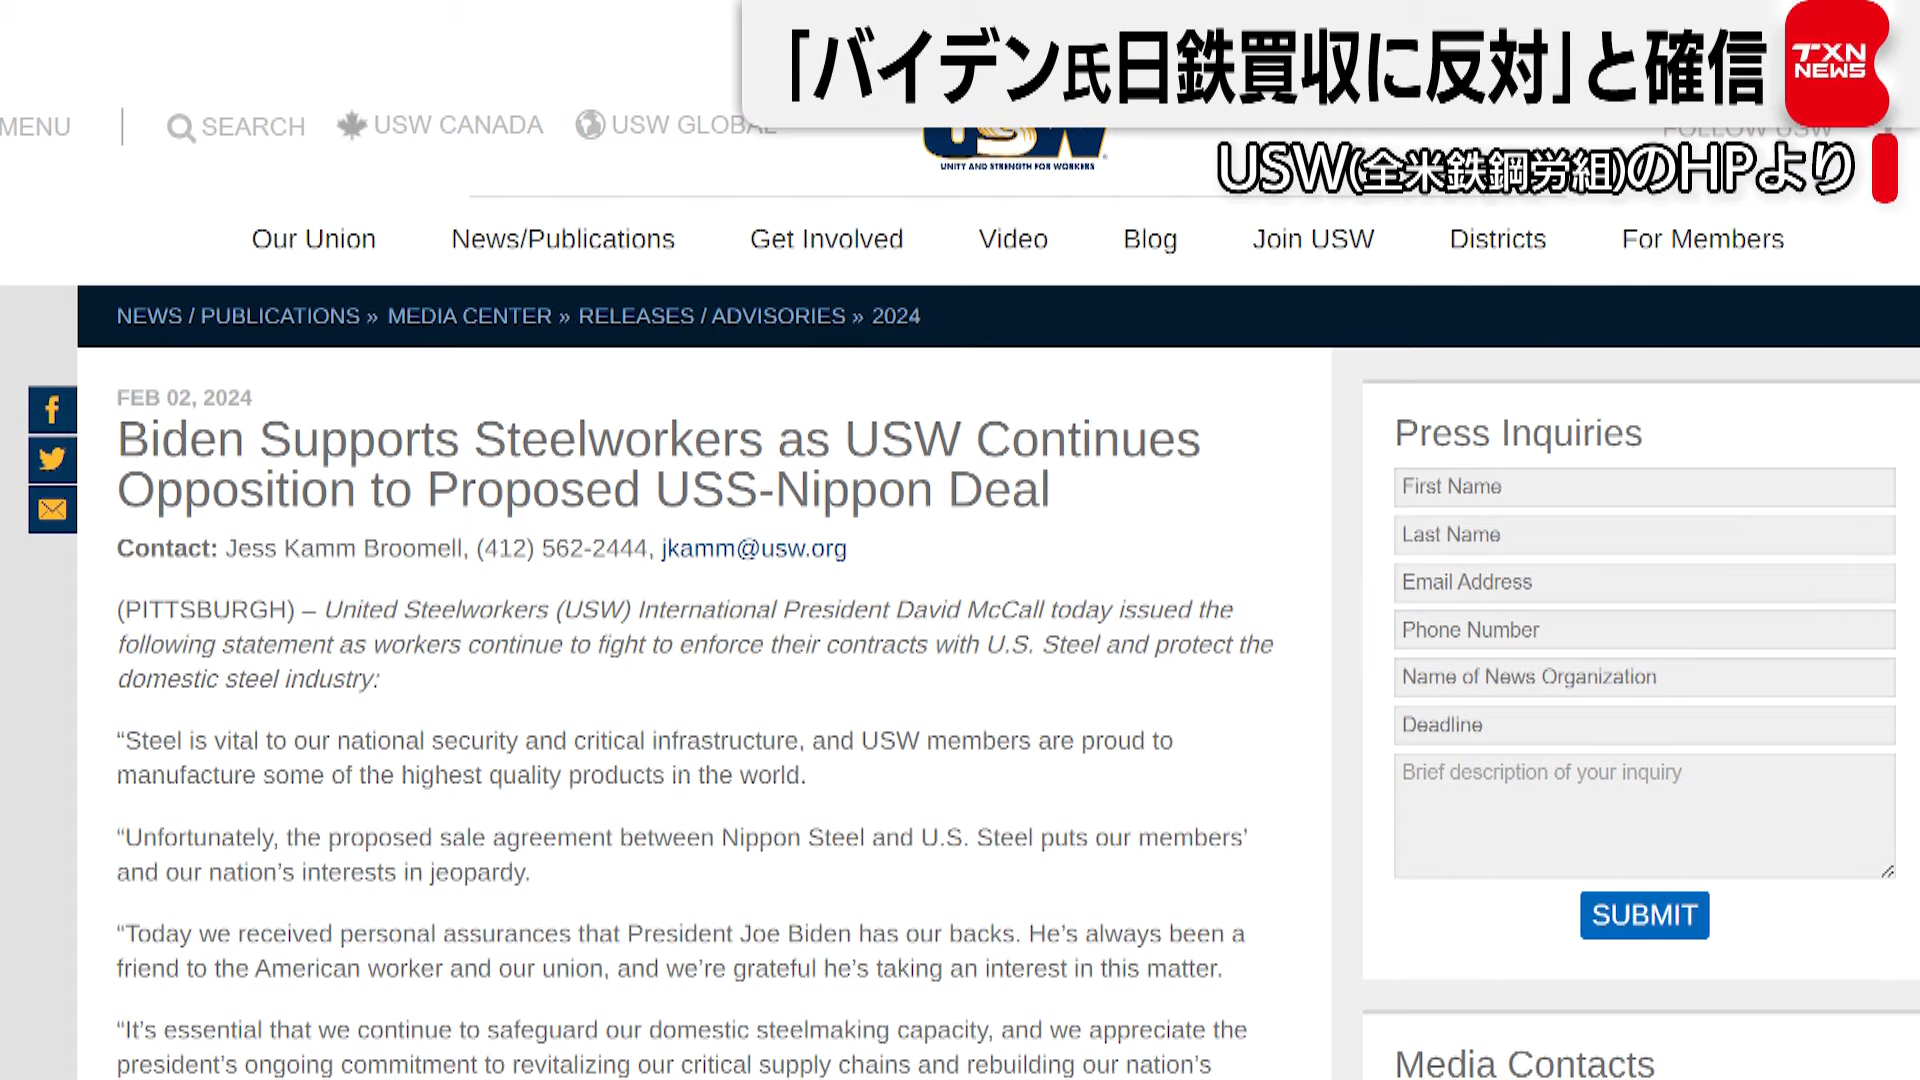 「バイデン氏日鉄買収に反対」と確信
TXN
NEWS
USW(全米鉄鋼労組)のHPより
MENU
SEARCH
USW CANADA
USW GLOBAL
USW
UNITY AND STRENGTH FOR WORKERS
FOLLOW USW
Our Union
News/Publications
Get Involved
Video
Blog
Join USW
Districts
For Members
NEWS / PUBLICATIONS » MEDIA CENTER » RELEASES / ADVISORIES » 2024
FEB 02, 2024
Biden Supports Steelworkers as USW Continues
Opposition to Proposed USS-Nippon Deal
Contact: Jess Kamm Broomell, (412) 562-2444, jkamm@usw.org
(PITTSBURGH) – United Steelworkers (USW) International President David McCall today issued the
following statement as workers continue to fight to enforce their contracts with U.S. Steel and protect the
domestic steel industry:
“Steel is vital to our national security and critical infrastructure, and USW members are proud to
manufacture some of the highest quality products in the world.
“Unfortunately, the proposed sale agreement between Nippon Steel and U.S. Steel puts our members’
and our nation’s interests in jeopardy.
“Today we received personal assurances that President Joe Biden has our backs. He’s always been a
friend to the American worker and our union, and we’re grateful he’s taking an interest in this matter.
“It’s essential that we continue to safeguard our domestic steelmaking capacity, and we appreciate the
president’s ongoing commitment to revitalizing our critical supply chains and rebuilding our nation’s
Press Inquiries
First Name
Last Name
Email Address
Phone Number
Name of News Organization
Deadline
Brief description of your inquiry
SUBMIT
Media Contacts